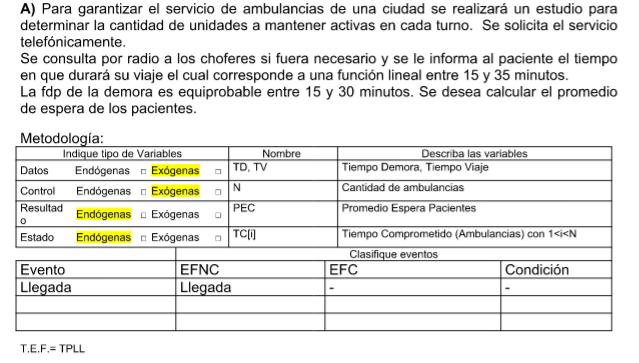 A) Para garantizar el servicio de ambulancias de una ciudad se realizará un estudio para
determinar la cantidad de unidades a mantener activas en cada turno. Se solicita el servicio
telefónicamente.
Se consulta por radio a los choferes si fuera necesario y se le informa al paciente el tiempo
en que durará su viaje el cual corresponde a una función lineal entre 15 y 35 minutos.
La fdp de la demora es equiprobable entre 15 y 30 minutos. Se desea calcular el promedio
de espera de los pacientes.
Metodología:
Indique tipo de Variables Nombre Describa las variables
Datos Endógenas □ Exógenas □ TD, TV Tiempo Demora, Tiempo Viaje
Control Endógenas □ Exógenas □ N Cantidad de ambulancias
Resultad
o Endógenas □ Exógenas □ PEC Promedio Espera Pacientes
Estado Endógenas □ Exógenas □ TC[i] Tiempo Comprometido (Ambulancias) con 1<i<N
Clasifique eventos
Evento EFNC EFC Condición
Llegada Llegada - -
T.E.F.= TPLL